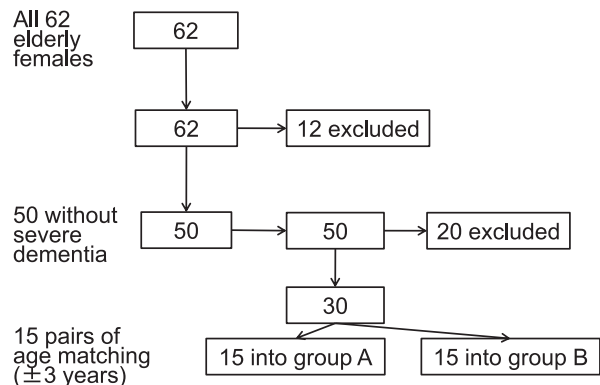 All 62
elderly
females
62
62
12 excluded
50 without
severe
dementia
50
50
20 excluded
30
15 pairs of
age matching
(±3 years)
15 into group A
15 into group B